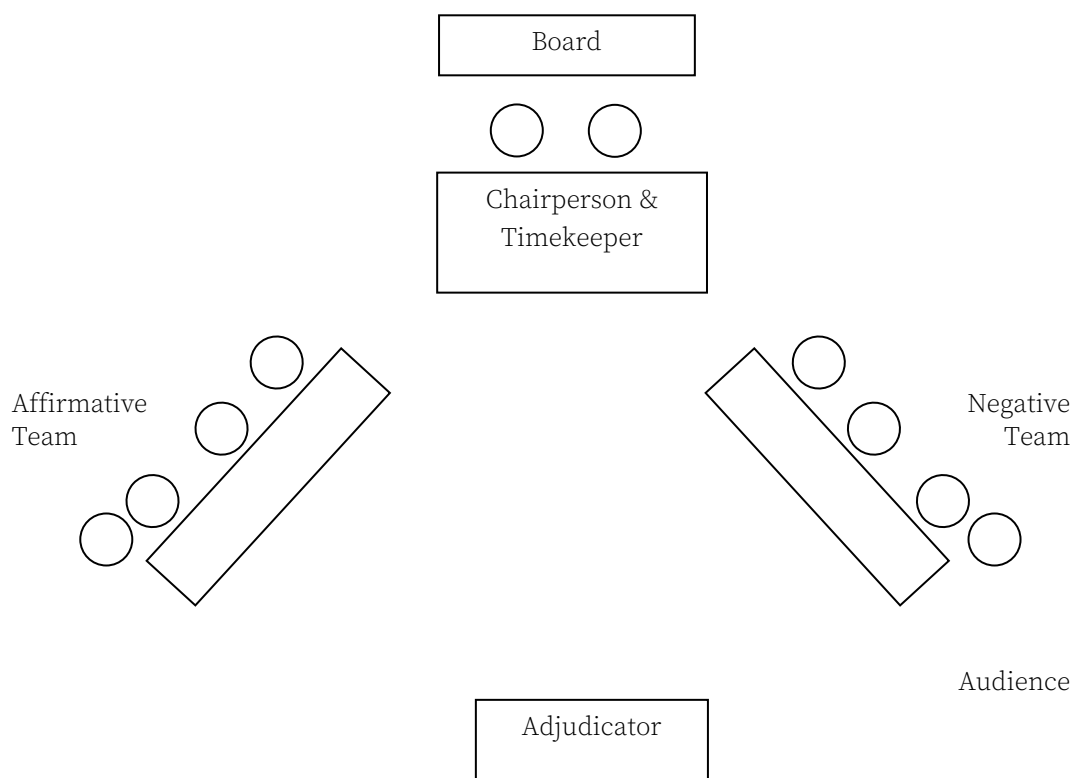 Board
Chairperson &
Timekeeper
Affirmative
Team
Negative
Team
Audience
Adjudicator